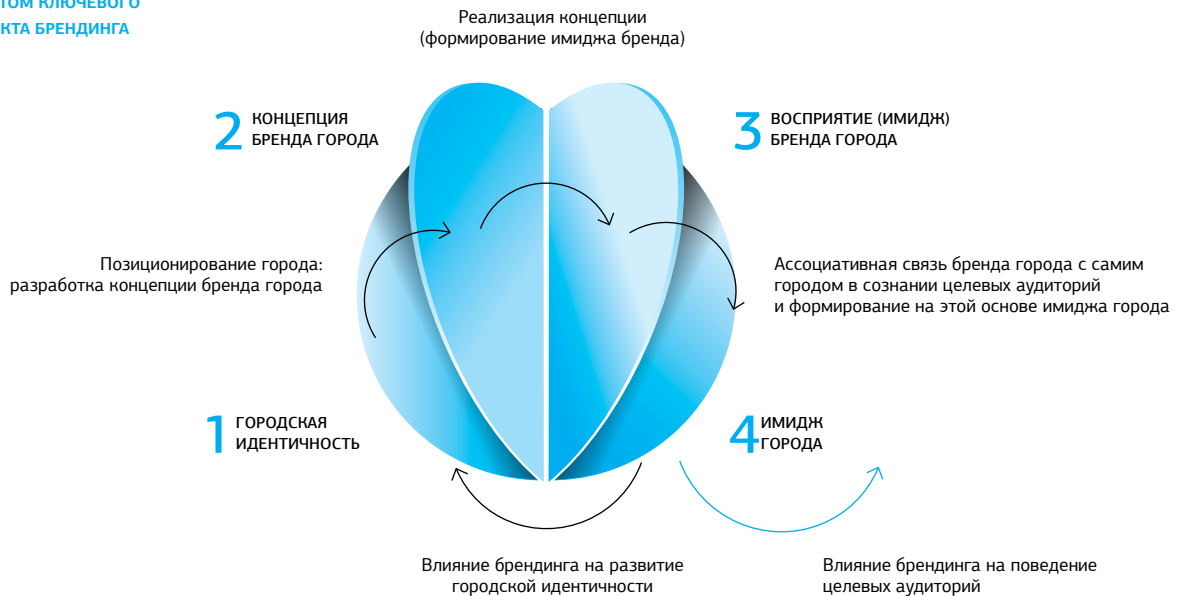 ТОМ КЛЮЧЕВОГО
КТА БРЕНДИНГА
Реализация концепции
(формирование имиджа бренда)
2 КОНЦЕПЦИЯ
БРЕНДА ГОРОДА
3 ВОСПРИЯТИЕ (ИМИДЖ)
БРЕНДА ГОРОДА
Позиционирование города:
разработка концепции бренда города
Ассоциативная связь бренда города с самим
городом в сознании целевых аудиторий
и формирование на этой основе имиджа города
1 ГОРОДСКАЯ
ИДЕНТИЧНОСТЬ
4 ИМИДЖ
ГОРОДА
Влияние брендинга на развитие
городской идентичности
Влияние брендинга на поведение
целевых аудиторий